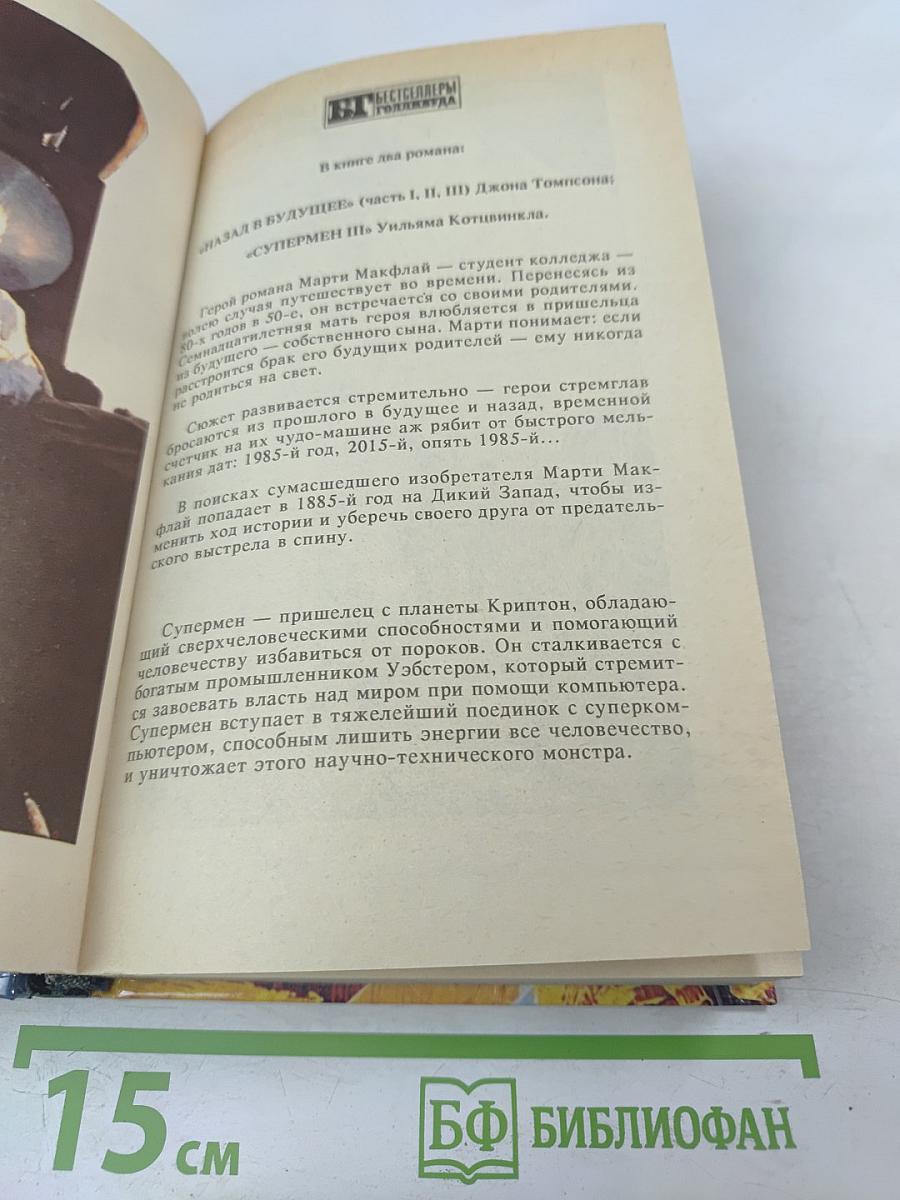 БГ БЕСТСЕЛЛЕРЫ
ГОЛЛИВУДА
В книге два романа:
«НАЗАД В БУДУЩЕЕ» (часть I, II, III) Джона Томпсона;
«СУПЕРМЕН III» Уильяма Котцвинкла.
Герой романа Марти Макфлай — студент колледжа —
волею случая путешествует во времени. Перенесясь из
80-х годов в 50-е, он встречается со своими родителями.
Семнадцатилетняя мать героя влюбляется в пришельца
из будущего — собственного сына. Марти понимает: если
расстроится брак его будущих родителей — ему никогда
не родиться на свет.
Сюжет развивается стремительно — герои стремглав
бросаются из прошлого в будущее и назад, временной
счетчик на их чудо-машине аж рябит от быстрого мель-
кания дат: 1985-й год, 2015-й, опять 1985-й...
В поисках сумасшедшего изобретателя Марти Мак-
флай попадает в 1885-й год на Дикий Запад, чтобы из-
менить ход истории и уберечь своего друга от предатель-
ского выстрела в спину.
Супермен — пришелец с планеты Криптон, обладаю-
щий сверхчеловеческими способностями и помогающий
человечеству избавиться от пороков. Он сталкивается с
богатым промышленником Уэбстером, который стремит-
ся завоевать власть над миром при помощи компьютера.
Супермен вступает в тяжелейший поединок с суперком-
пьютером, способным лишить энергии все человечество,
и уничтожает этого научно-технического монстра.
15 см
БФ БИБЛИОФАН